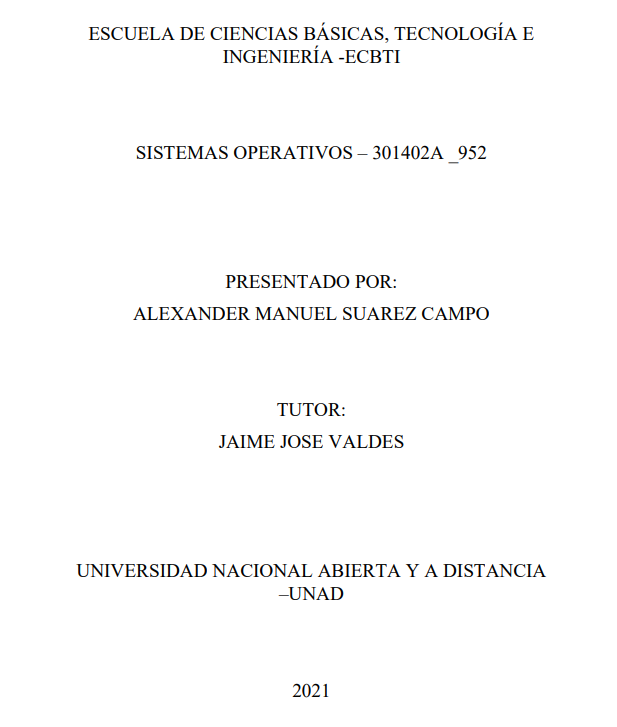 ESCUELA DE CIENCIAS BÁSICAS, TECNOLOGÍA E
INGENIERÍA -ECBTI
SISTEMAS OPERATIVOS – 301402A _952
PRESENTADO POR:
ALEXANDER MANUEL SUAREZ CAMPO
TUTOR:
JAIME JOSE VALDES
UNIVERSIDAD NACIONAL ABIERTA Y A DISTANCIA
–UNAD
2021